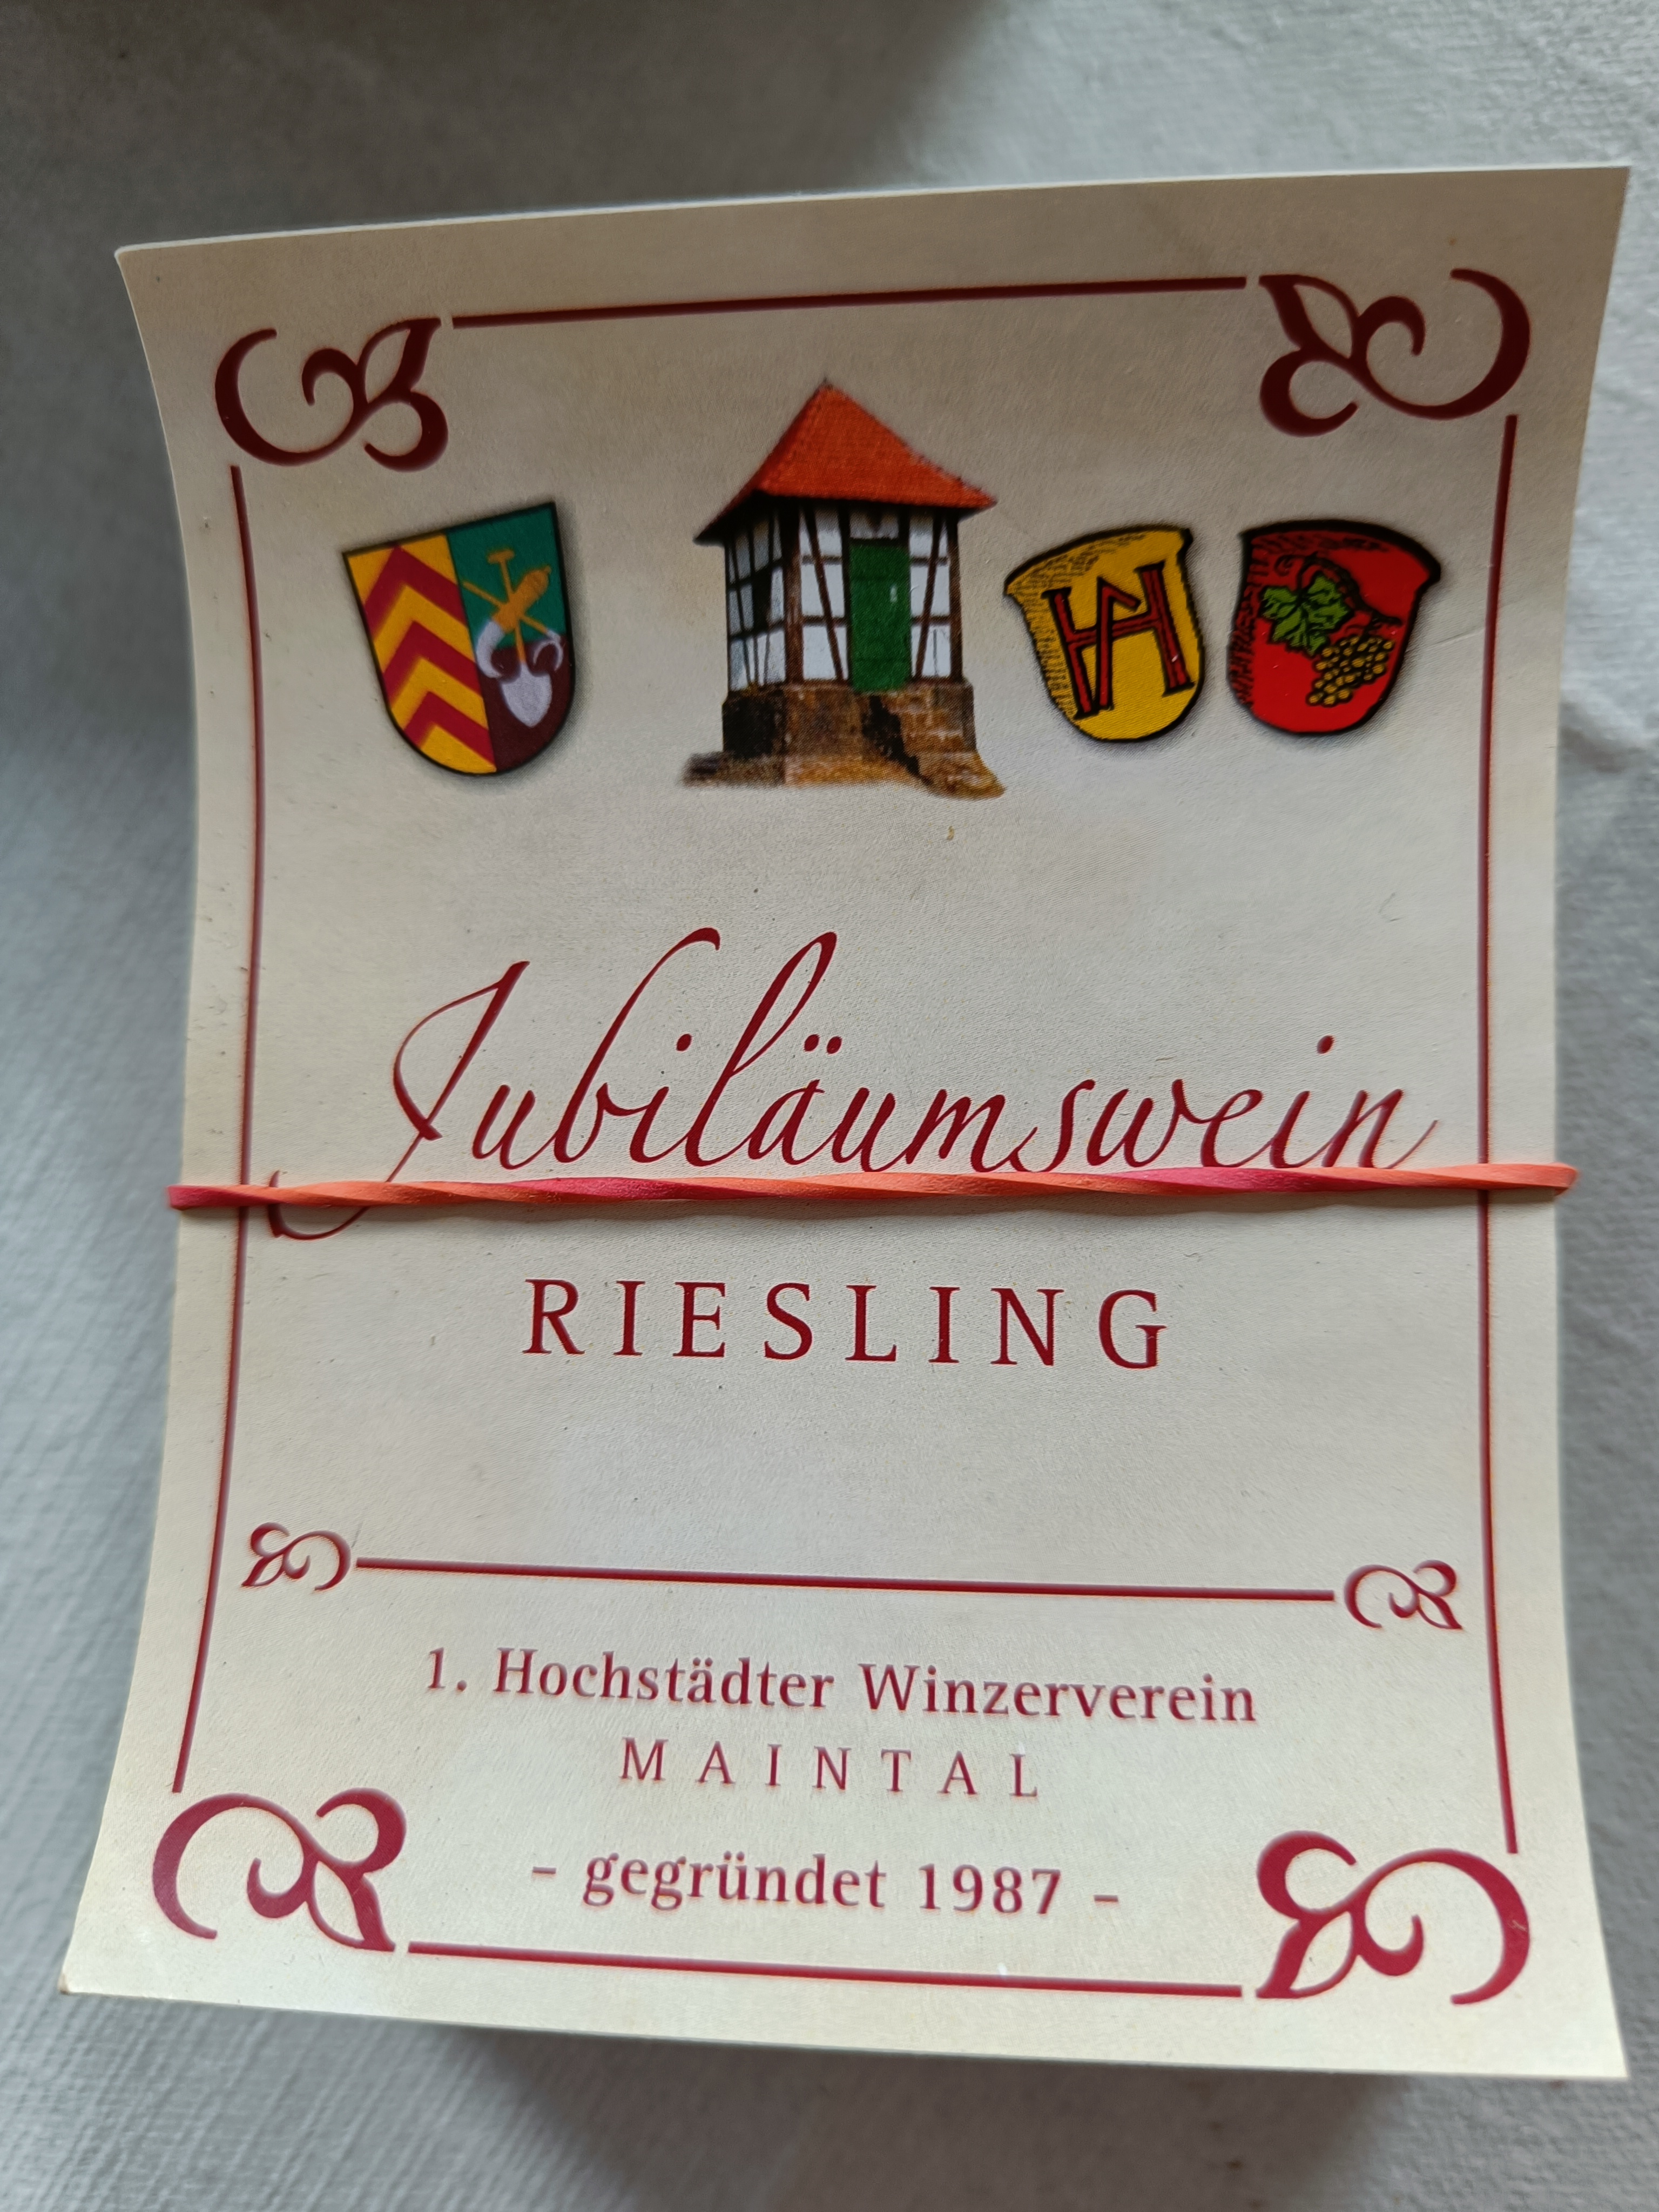 Jubiläumswein
RIESLING
1. Hochstädter Winzerverein
MAINTAL
- gegründet 1987 -